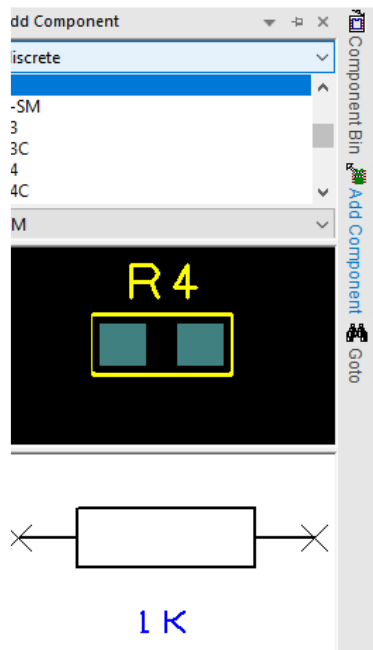 dd Component
iscrete
-SM
3
3C
4
4C
M
R4
1K
Component Bin
Add Component
Goto